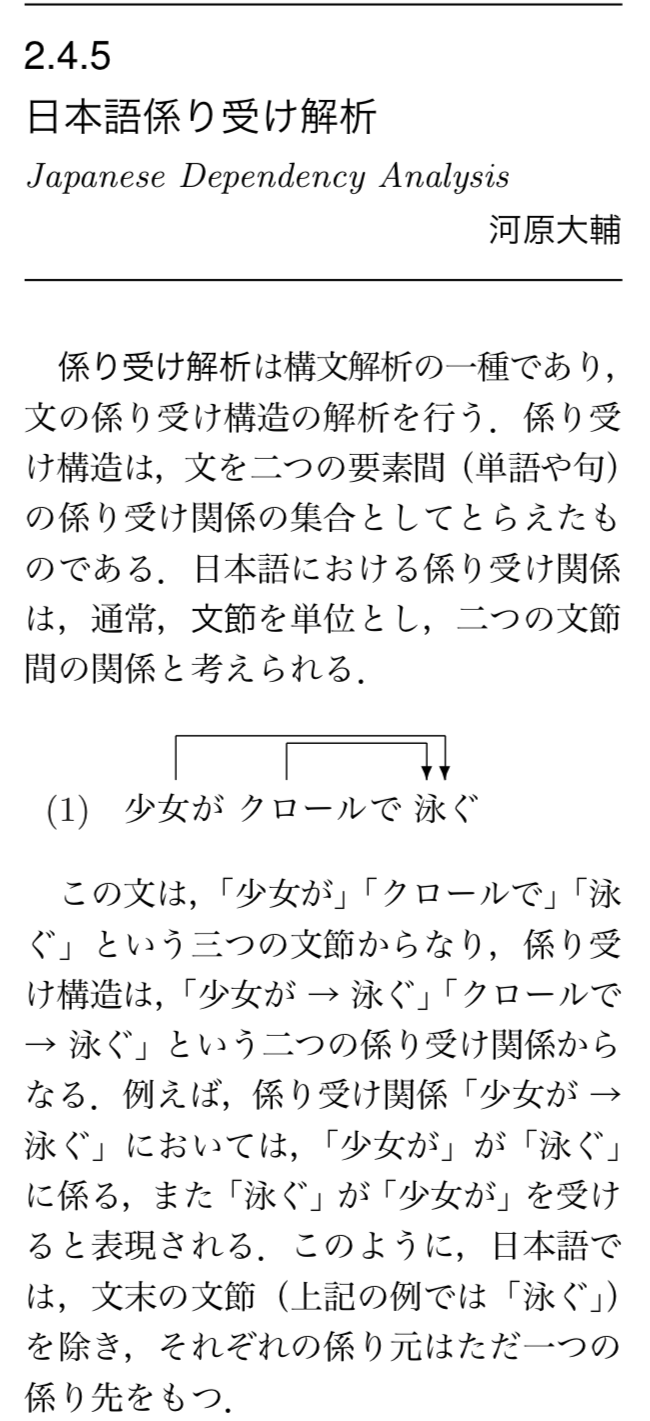 2.4.5
日本語係り受け解析
Japanese Dependency Analysis
河原大輔
係り受け解析は構文解析の一種であり，
文の係り受け構造の解析を行う．係り受
け構造は，文を二つの要素間（単語や句）
の係り受け関係の集合としてとらえたも
のである．日本語における係り受け関係
は，通常，文節を単位とし，二つの文節
間の関係と考えられる．
(1) 少女が クロールで 泳ぐ
この文は，「少女が」「クロールで」「泳
ぐ」という三つの文節からなり，係り受
け構造は，「少女が → 泳ぐ」「クロールで
→ 泳ぐ」という二つの係り受け関係から
なる．例えば，係り受け関係「少女が →
泳ぐ」においては，「少女が」が「泳ぐ」
に係る，また「泳ぐ」が「少女が」を受け
ると表現される．このように，日本語で
は，文末の文節（上記の例では「泳ぐ」）
を除き，それぞれの係り元はただ一つの
係り先をもつ．